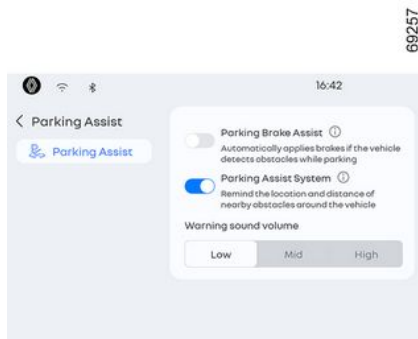 69257
16:42
Parking Assist
Parking Assist
Parking Brake Assist
Automatically applies brakes if the vehicle
detects obstacles while parking
Parking Assist System
Remind the location and distance of
nearby obstacles around the vehicle
Warning sound volume
Low Mid High